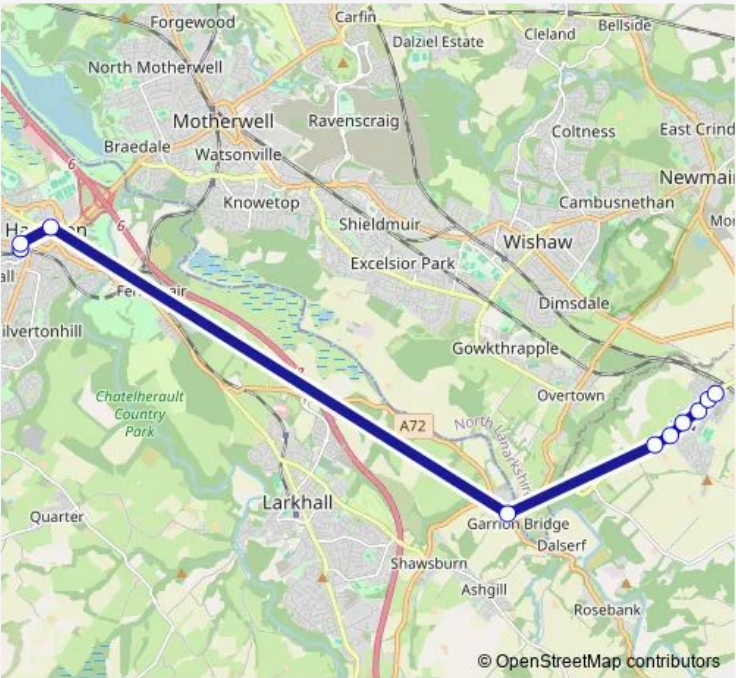 Forgewood
Carfin
Bellside
Cleland
Dalziel Estate
North Motherwell
Motherwell
Ravenscraig
Coltness
East Crind
Braedale
Watsonville
6
Newmai
Knowetop
Cambusnethan
6
Shieldmuir
Wishaw
Excelsior Park
all
Dimsdale
ilvertonhill
Gowkthrapple
Chatelherault
Country
Park
Overtown
A72
North Lanarkshire
Larkhall
Quarter
Garrion Bridge
Dalserf
Shawsburn
Ashgill
Rosebank
© OpenStreetMap contributors